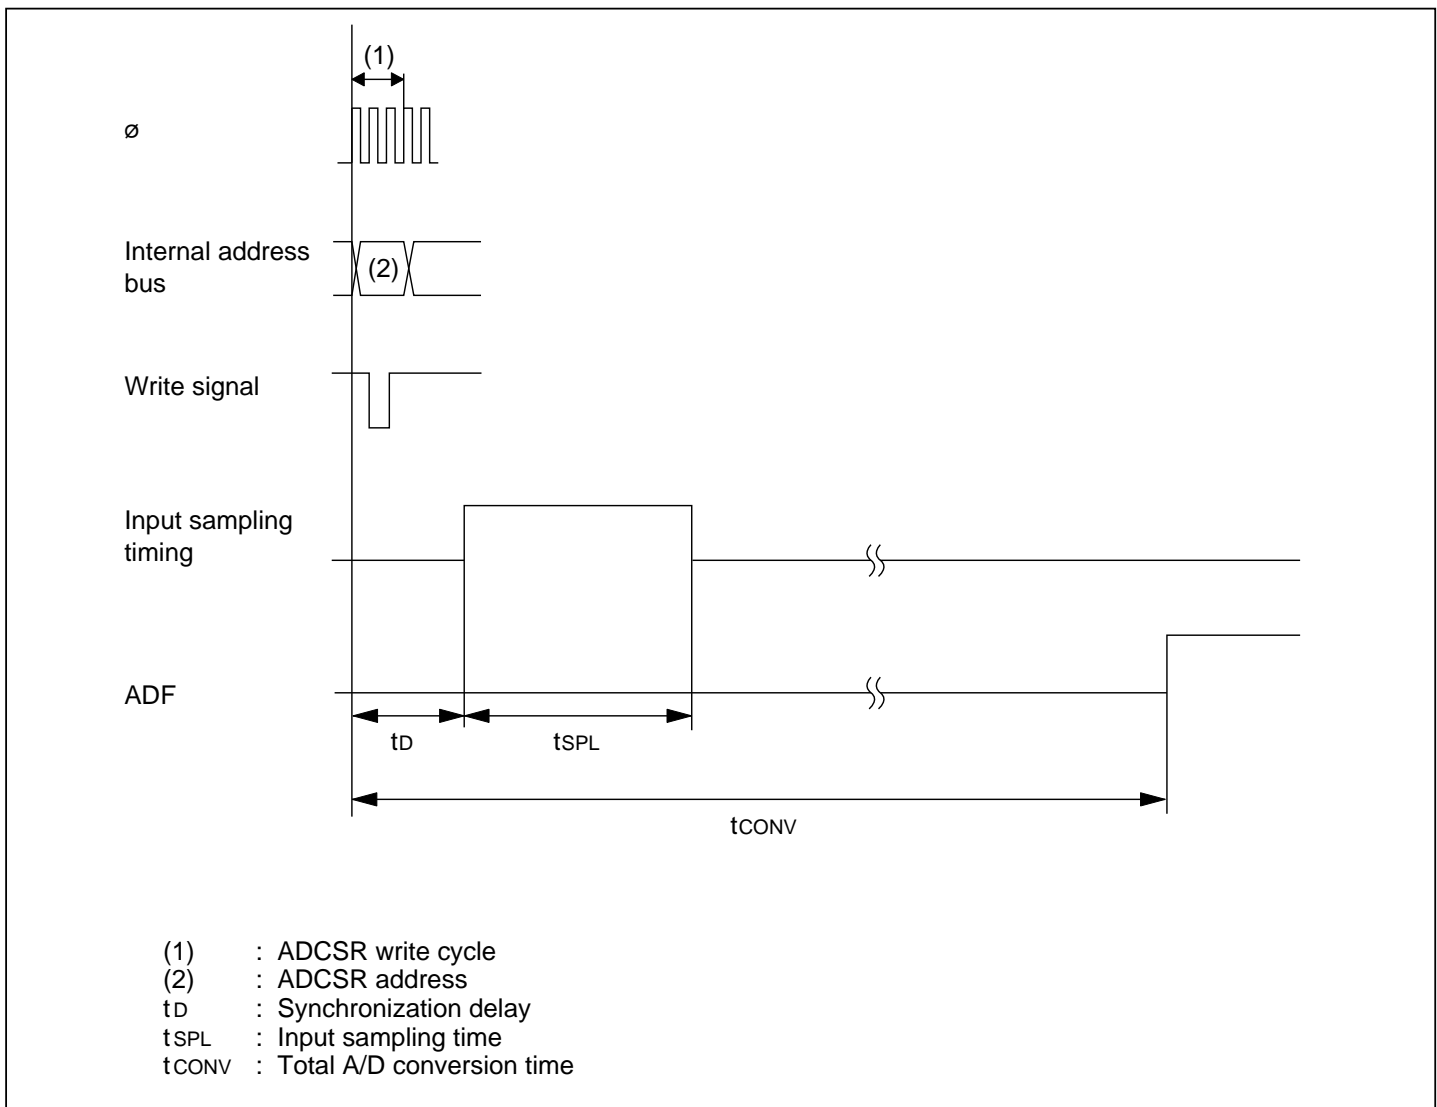 (1)
ø
Internal address
bus
(2)
Write signal
Input sampling
timing
ADF
tD
tSPL
tCONV
(1) : ADCSR write cycle
(2) : ADCSR address
tD : Synchronization delay
tSPL : Input sampling time
tCONV : Total A/D conversion time